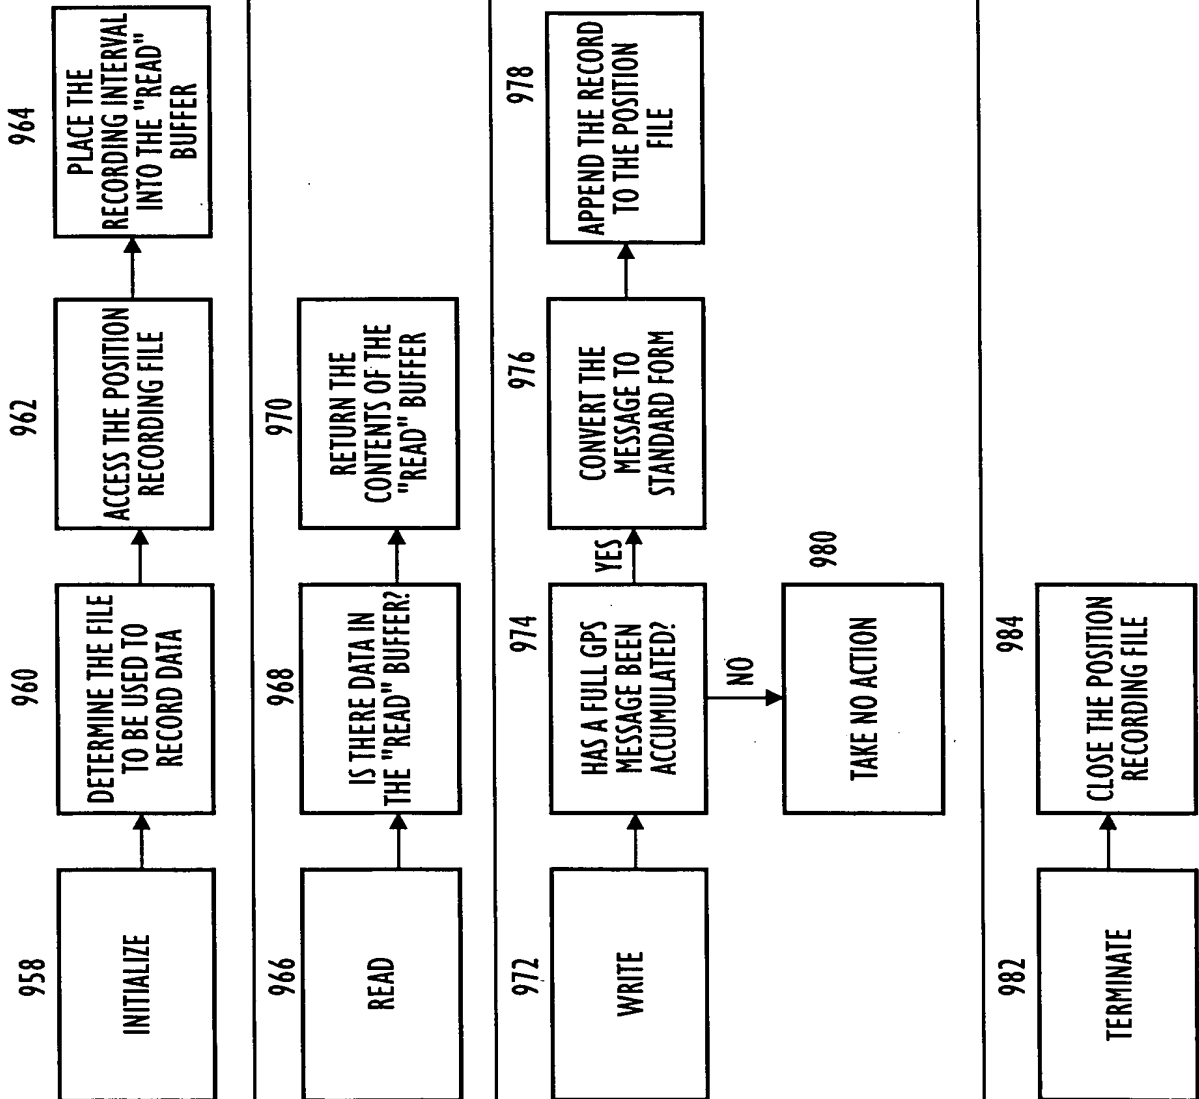 958
INITIALIZE
960
DETERMINE THE FILE
TO BE USED TO
RECORD DATA
962
ACCESS THE POSITION
RECORDING FILE
964
PLACE THE
RECORDING INTERVAL
INTO THE "READ"
BUFFER
966
READ
968
IS THERE DATA IN
THE "READ" BUFFER?
970
RETURN THE
CONTENTS OF THE
"READ" BUFFER
972
WRITE
974
HAS A FULL GPS
MESSAGE BEEN
ACCUMULATED?
YES
976
CONVERT THE
MESSAGE TO
STANDARD FORM
978
APPEND THE RECORD
TO THE POSITION
FILE
NO
980
TAKE NO ACTION
982
TERMINATE
984
CLOSE THE POSITION
RECORDING FILE